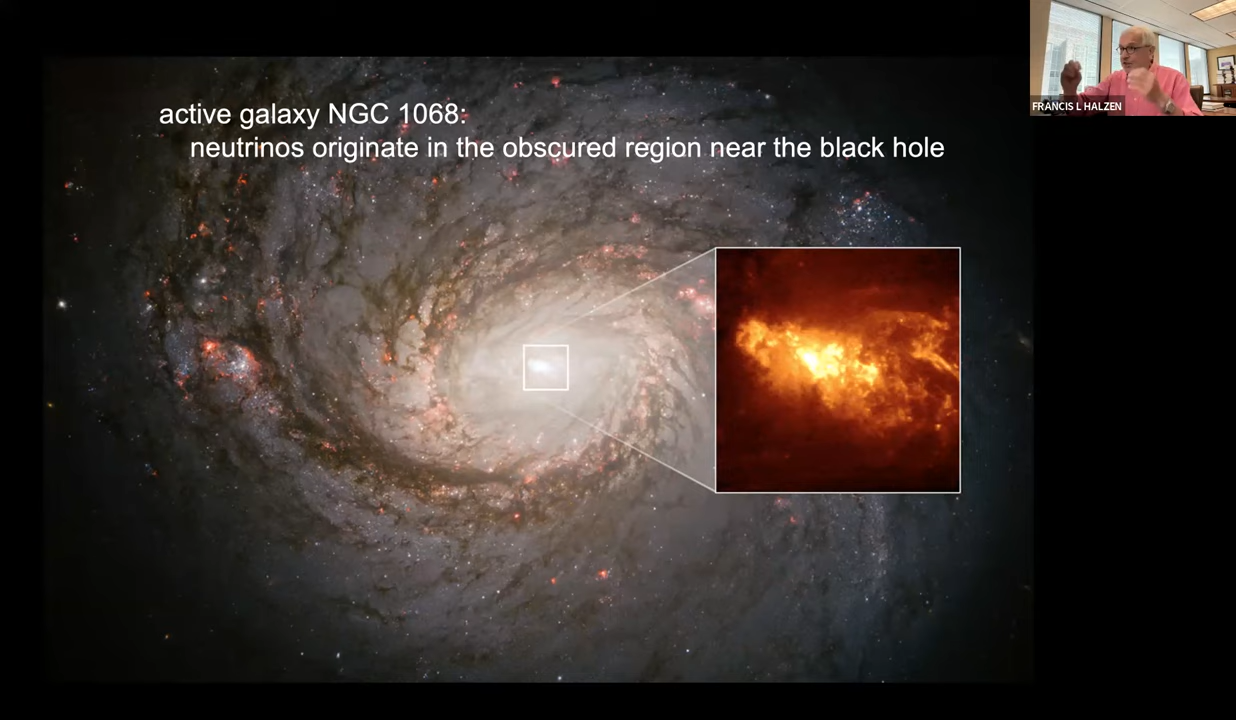 active galaxy NGC 1068:
neutrinos originate in the obscured region near the black hole
FRANCIS L HALZEN